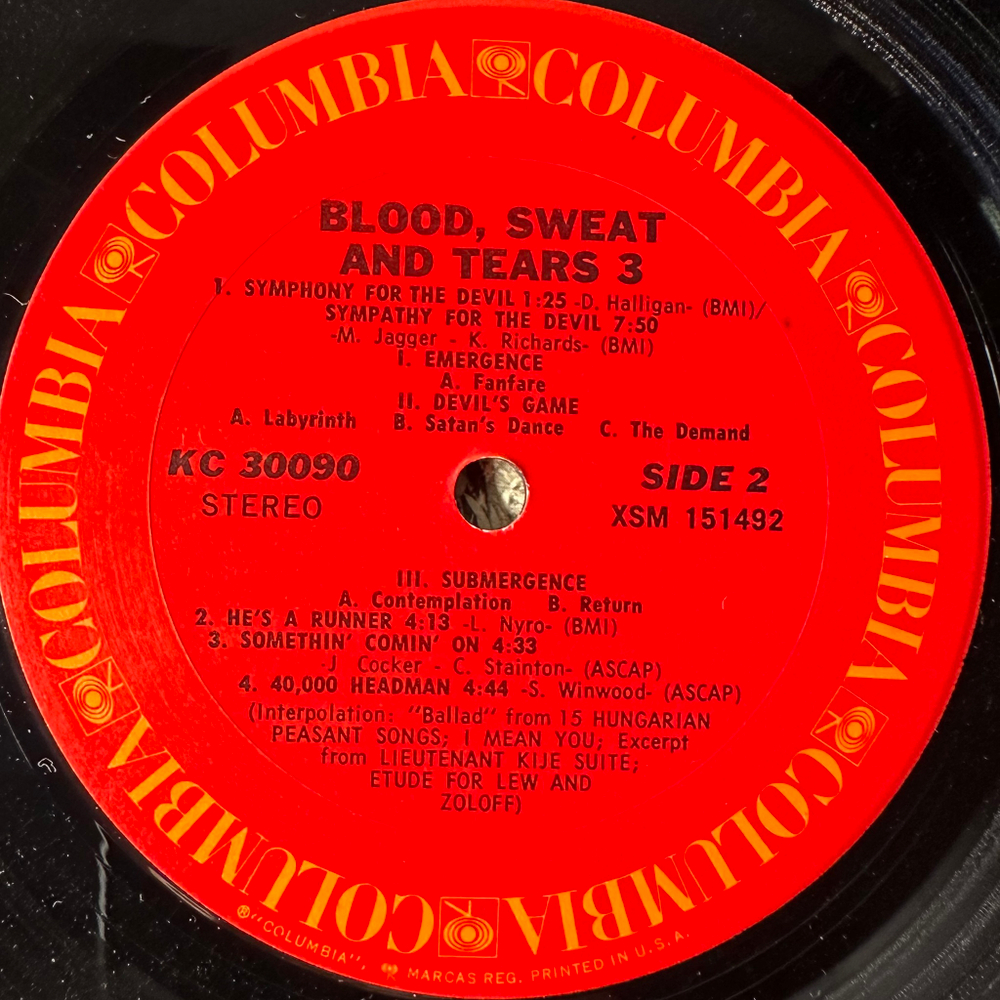 COLUMBIA COLUMBIA COLUMBIA COLUMBIA COLUMBIA COLUMBIA
BLOOD, SWEAT
AND TEARS 3
1. SYMPHONY FOR THE DEVIL 1:25 -D. Halligan- (BMI)/
SYMPATHY FOR THE DEVIL 7:50
-M. Jagger - K. Richards- (BMI)
I. EMERGENCE
A. Fanfare
II. DEVIL'S GAME
A. Labyrinth B. Satan's Dance C. The Demand
KC 30090 SIDE 2
STEREO XSM 151492
III. SUBMERGENCE
A. Contemplation B. Return
2. HE'S A RUNNER 4:13 -L. Nyro- (BMI)
3. SOMETHIN' COMIN' ON 4:33
-J Cocker - C. Stainton- (ASCAP)
4. 40,000 HEADMAN 4:44 -S. Winwood- (ASCAP)
(Interpolation: "Ballad" from 15 HUNGARIAN
PEASANT SONGS; I MEAN YOU; Excerpt
from LIEUTENANT KIJE SUITE;
ETUDE FOR LEW AND
ZOLOFF)
® "COLUMBIA", MARCAS REG. PRINTED IN U.S.A.